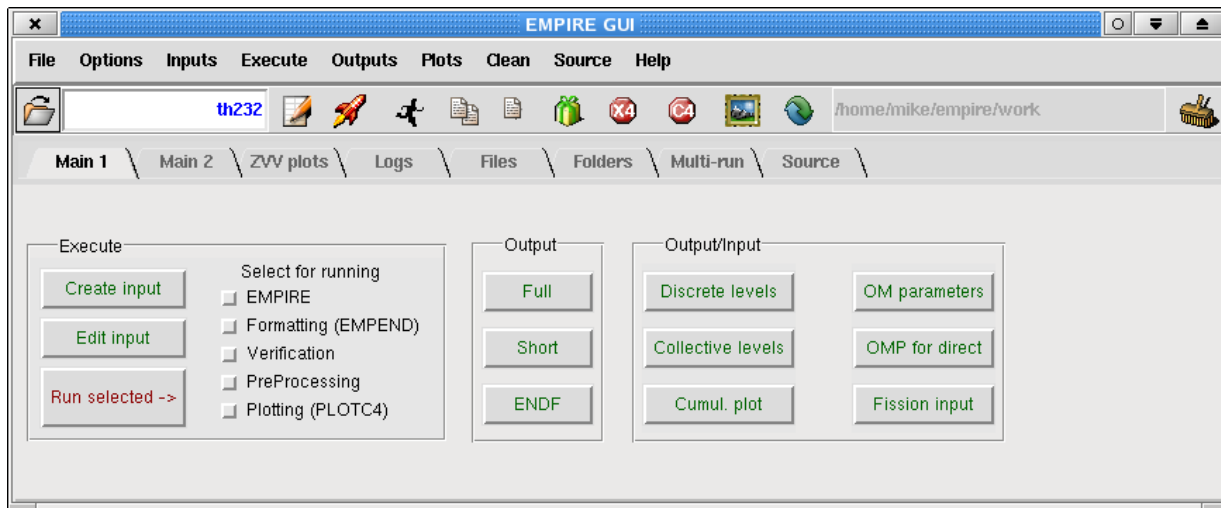 EMPIRE GUI
File Options Inputs Execute Outputs Plots Clean Source Help
th232 X4 C4 /home/mike/empire/work
Main 1 Main 2 ZVV plots Logs Files Folders Multi-run Source
Execute
Create input
Edit input
Run selected ->
Select for running
EMPIRE
Formatting (EMPEND)
Verification
PreProcessing
Plotting (PLOTC4)
Output
Full
Short
ENDF
Output/Input
Discrete levels OM parameters
Collective levels OMP for direct
Cumul. plot Fission input